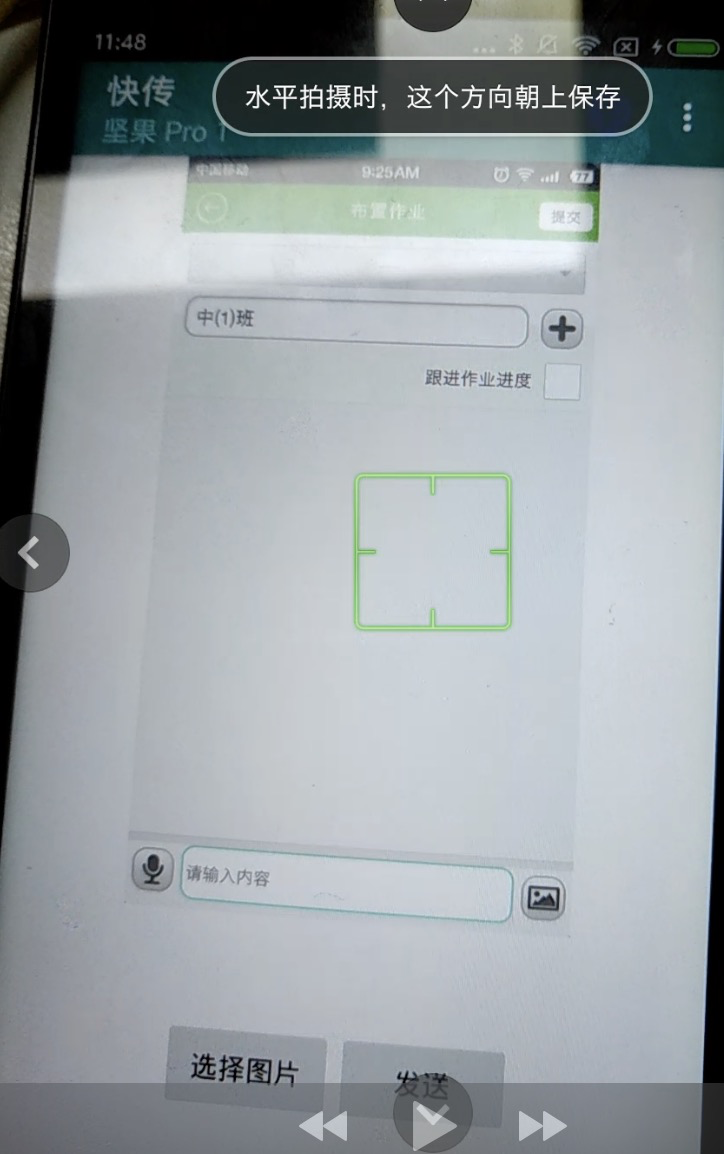 11:48
快传
水平拍摄时，这个方向朝上保存
坚果 Pro 1
中国移动
9:25AM
77
布置作业
提交
中(1)班
跟进作业进度
请输入内容
选择图片
发送